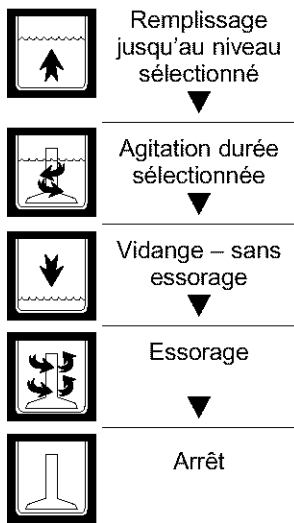 Remplissage
jusqu'au niveau
sélectionné
Agitation durée
sélectionnée
Vidange – sans
essorage
Essorage
Arrêt